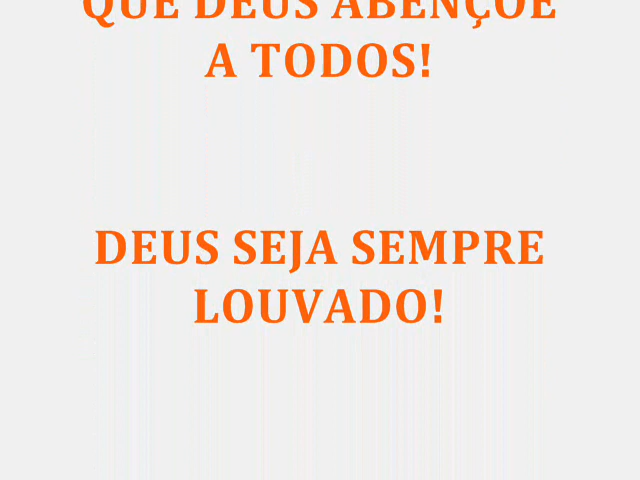 QUE DEUS ABENÇOE
A TODOS!
DEUS SEJA SEMPRE
LOUVADO!